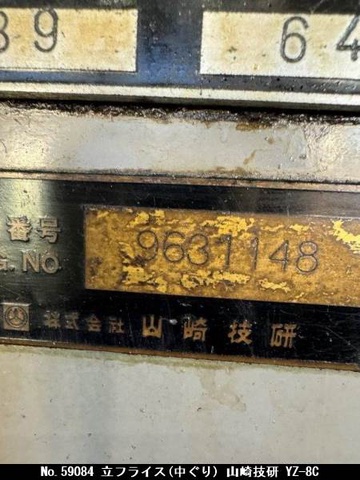 39
64
番号
G. NO
9631148
株式会社 山崎技研
No.59084 立フライス(中ぐり) 山崎技研 YZ-8C